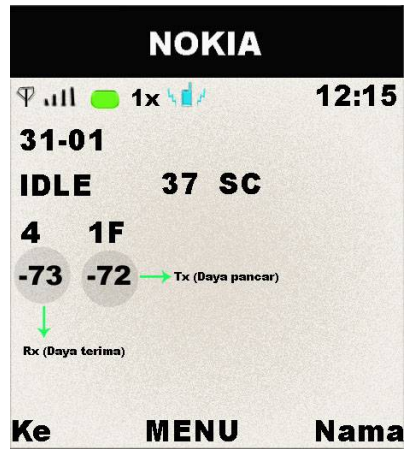 NOKIA
1x 12:15
31-01
IDLE 37 SC
4 1F
-73 -72 Tx (Daya pancar)
Rx (Daya terima)
Ke MENU Nama